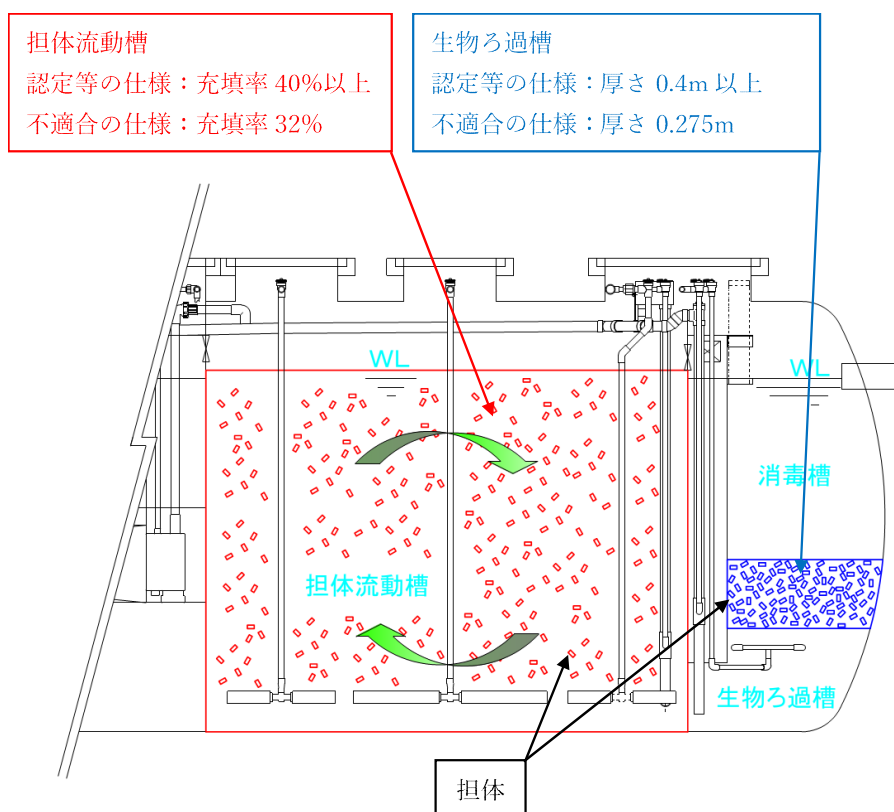 担体流動槽
認定等の仕様：充填率 40%以上
不適合の仕様：充填率 32%
生物ろ過槽
認定等の仕様：厚さ 0.4m 以上
不適合の仕様：厚さ 0.275m
WL
WL
消毒槽
担体流動槽
生物ろ過槽
担体